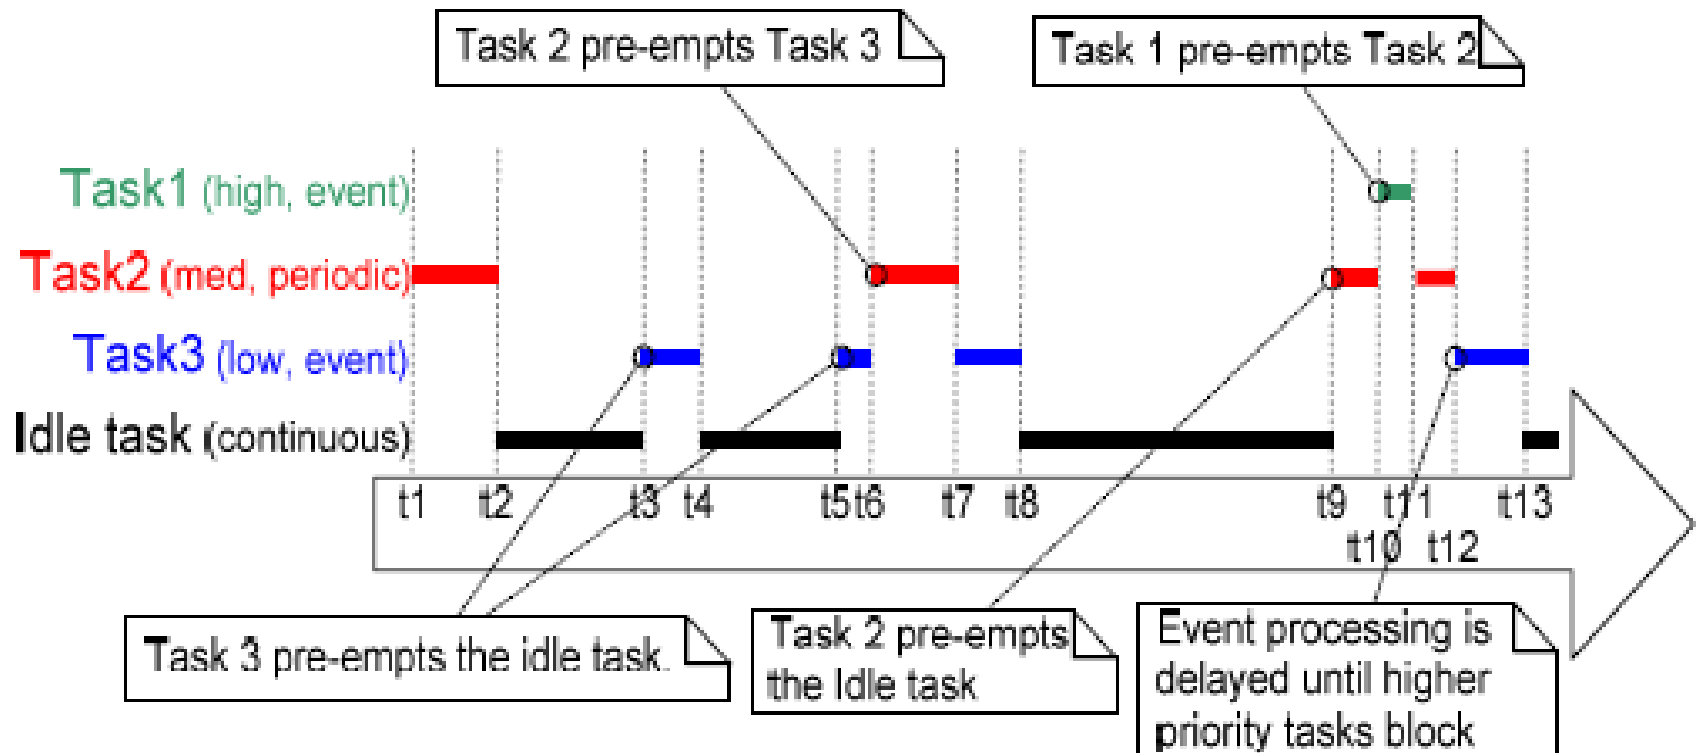 Task 2 pre-empts Task 3
Task 1 pre-empts Task 2
Task1 (high, event)
Task2 (med, periodic)
Task3 (low, event)
Idle task (continuous)
t1 t2 t3 t4 t5 t6 t7 t8 t9 t11 t13
t10 t12
Task 3 pre-empts the idle task.
Task 2 pre-empts
the Idle task
Event processing is
delayed until higher
priority tasks block